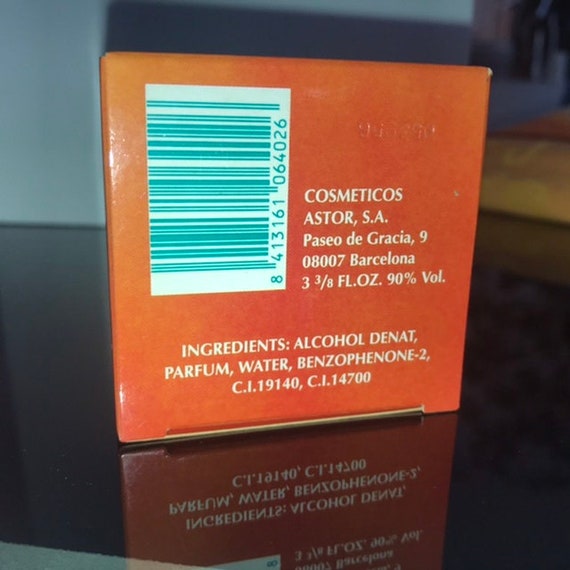 8 413161 064026
COSMETICOS
ASTOR, S.A.
Paseo de Gracia, 9
08007 Barcelona
3 3/8 FL.OZ. 90% Vol.
INGREDIENTS: ALCOHOL DENAT,
PARFUM, WATER, BENZOPHENONE-2,
C.I.19140, C.I.14700